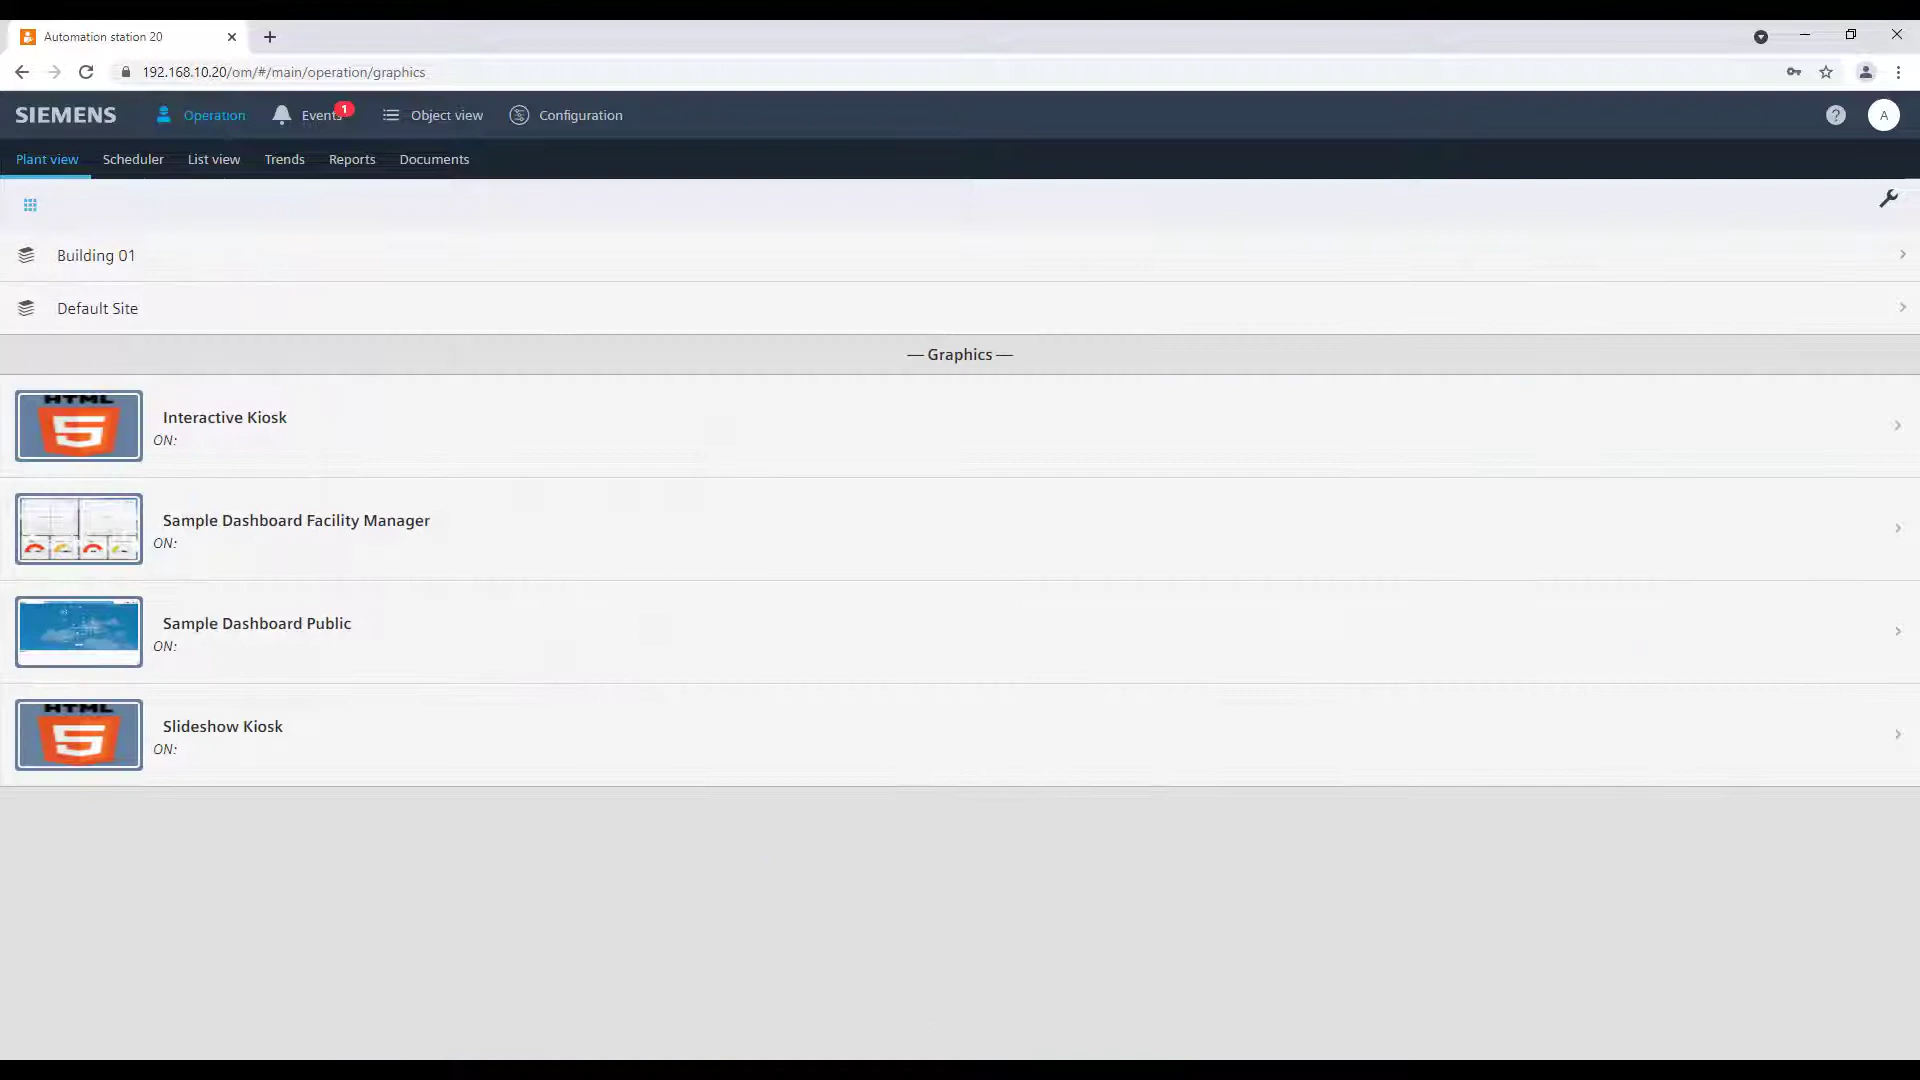 Automation station 20
192.168.10.20/om/#/main/operation/graphics
SIEMENS Operation Events 1 Object view Configuration ? A
Plant view Scheduler List view Trends Reports Documents
Building 01
Default Site
— Graphics —
HTML
5
Interactive Kiosk
ON:
Sample Dashboard Facility Manager
ON:
Sample Dashboard Public
ON:
HTML
5
Slideshow Kiosk
ON: